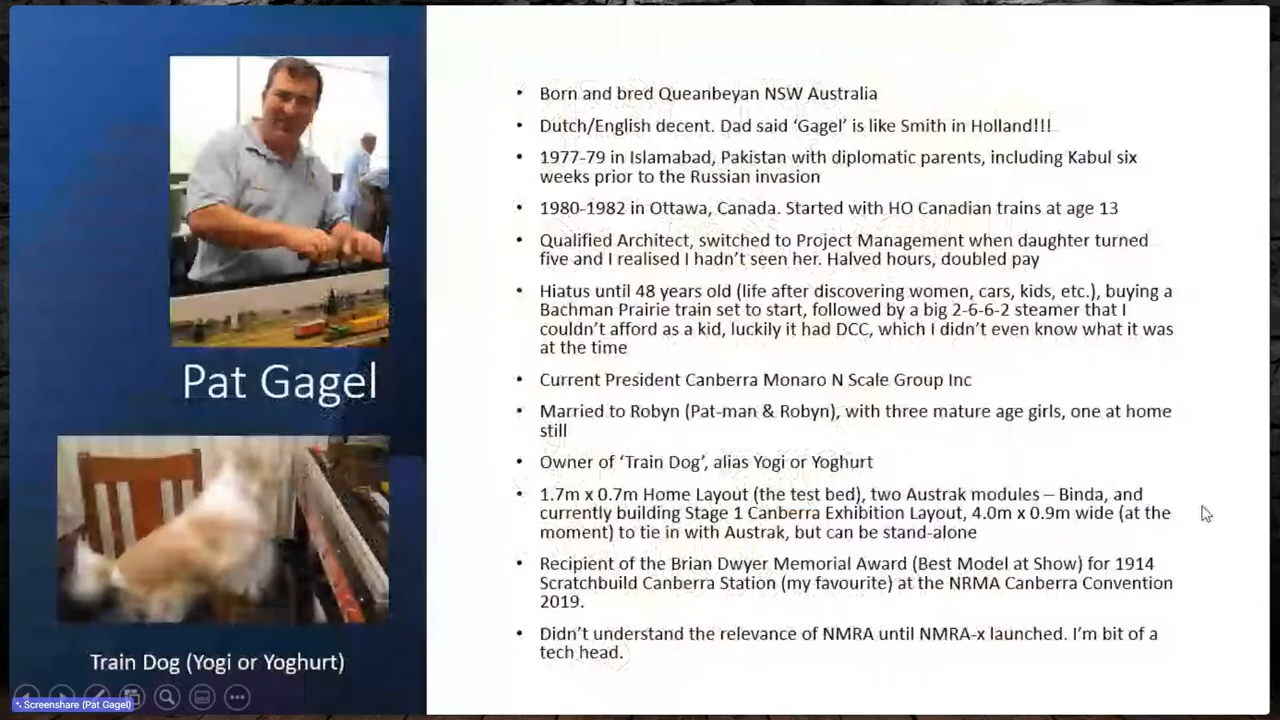 Pat Gagel
Train Dog (Yogi or Yoghurt)
Screenshare (Pat Gagel)
• Born and bred Queanbeyan NSW Australia
• Dutch/English decent. Dad said ‘Gagel’ is like Smith in Holland!!!
• 1977-79 in Islamabad, Pakistan with diplomatic parents, including Kabul six
weeks prior to the Russian invasion
• 1980-1982 in Ottawa, Canada. Started with HO Canadian trains at age 13
• Qualified Architect, switched to Project Management when daughter turned
five and I realised I hadn’t seen her. Halved hours, doubled pay
• Hiatus until 48 years old (life after discovering women, cars, kids, etc.), buying a
Bachman Prairie train set to start, followed by a big 2-6-6-2 steamer that I
couldn’t afford as a kid, luckily it had DCC, which I didn’t even know what it was
at the time
• Current President Canberra Monaro N Scale Group Inc
• Married to Robyn (Pat-man & Robyn), with three mature age girls, one at home
still
• Owner of ‘Train Dog’, alias Yogi or Yoghurt
• 1.7m x 0.7m Home Layout (the test bed), two Austrak modules – Binda, and
currently building Stage 1 Canberra Exhibition Layout, 4.0m x 0.9m wide (at the
moment) to tie in with Austrak, but can be stand-alone
• Recipient of the Brian Dwyer Memorial Award (Best Model at Show) for 1914
Scratchbuild Canberra Station (my favourite) at the NRMA Canberra Convention
2019.
• Didn’t understand the relevance of NMRA until NMRA-x launched. I’m bit of a
tech head.